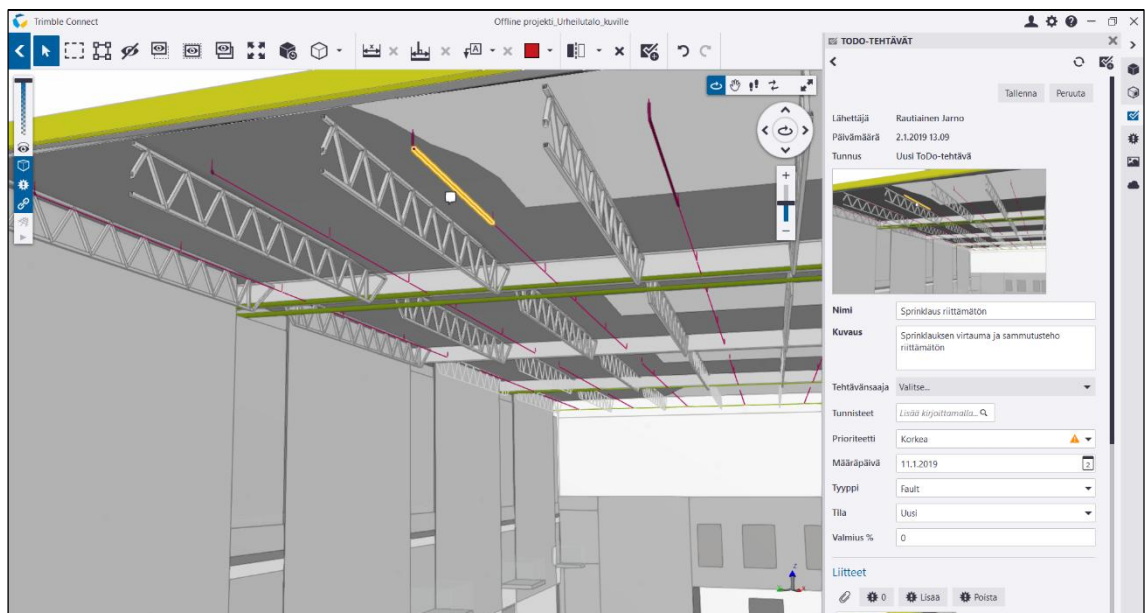 Trimble Connect
Offline projekti_Urheilutalo_kuville
TODO-TEHTÄVÄT
Tallenna Peruuta
Lähettäjä Rautiainen Jarno
Päivämäärä 2.1.2019 13.09
Tunnus Uusi ToDo-tehtävä
Nimi Sprinklaus riittämätön
Kuvaus Sprinklauksen virtauma ja sammutusteho
riittämätön
Tehtävänsaaja Valitse...
Tunnisteet Lisää kirjoittamalla...
Prioriteetti Korkea
Määräpäivä 11.1.2019 2
Tyyppi Fault
Tila Uusi
Valmius % 0
Liitteet
0 Lisää Poista